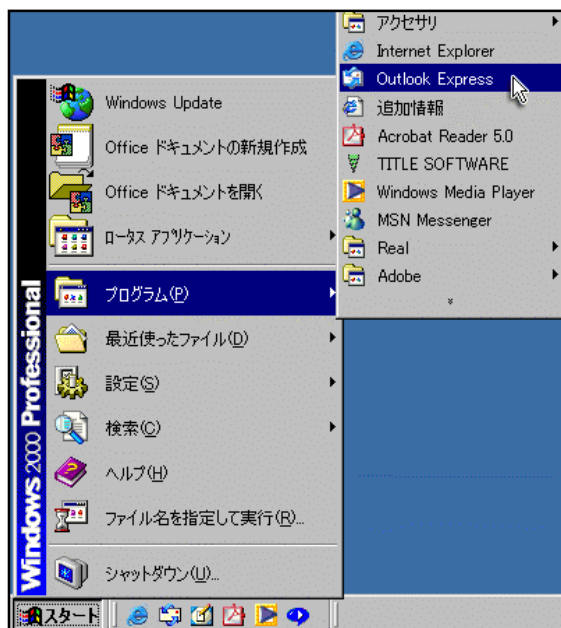 アクセサリ
Internet Explorer
Outlook Express
追加情報
Acrobat Reader 5.0
TITLE SOFTWARE
Windows Media Player
MSN Messenger
Real
Adobe
Windows Update
Office ドキュメントの新規作成
Office ドキュメントを開く
ロータス アプリケーション
プログラム(P)
最近使ったファイル(D)
設定(S)
検索(C)
ヘルプ(H)
ファイル名を指定して実行(R)...
シャットダウン(U)...
Windows 2000 Professional
スタート